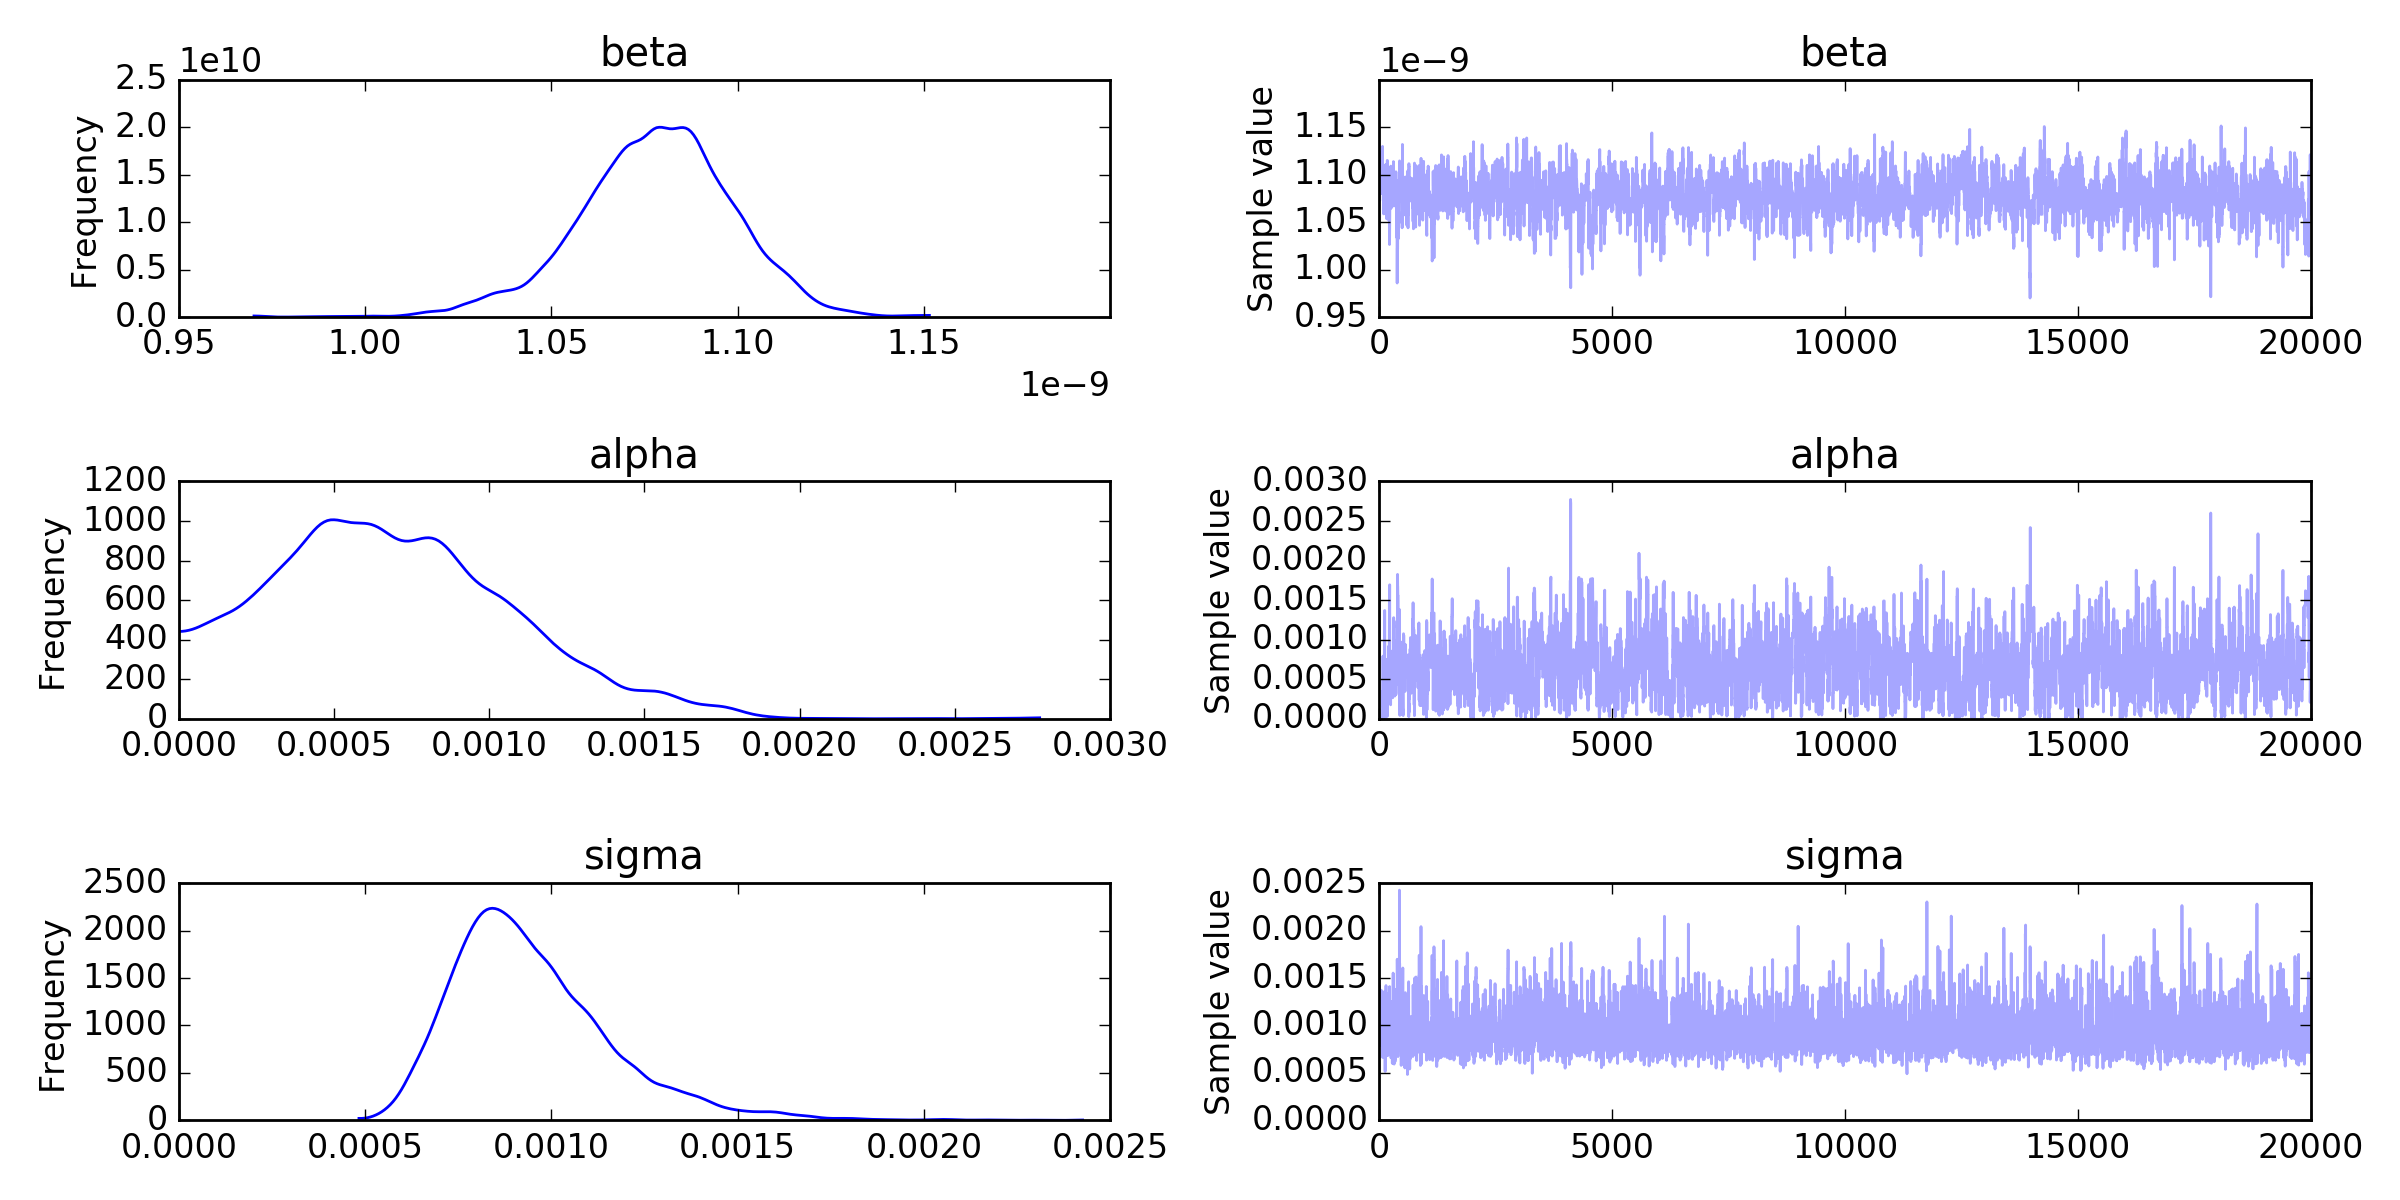 beta
1e10
Frequency
2.5
2.0
1.5
1.0
0.5
0.0
0.95 1.00 1.05 1.10 1.15
1e−9
beta
1e−9
Sample value
1.15
1.10
1.05
1.00
0.95
0 5000 10000 15000 20000
alpha
Frequency
1200
1000
800
600
400
200
0
0.0000 0.0005 0.0010 0.0015 0.0020 0.0025 0.0030
alpha
Sample value
0.0030
0.0025
0.0020
0.0015
0.0010
0.0005
0.0000
0 5000 10000 15000 20000
sigma
Frequency
2500
2000
1500
1000
500
0
0.0000 0.0005 0.0010 0.0015 0.0020 0.0025
sigma
Sample value
0.0025
0.0020
0.0015
0.0010
0.0005
0.0000
0 5000 10000 15000 20000